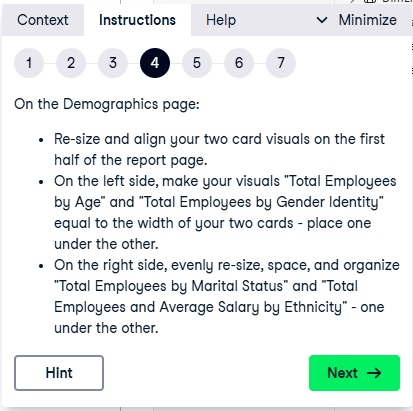 Context Instructions Help Minimize
1 2 3 4 5 6 7
On the Demographics page:
• Re-size and align your two card visuals on the first
half of the report page.
• On the left side, make your visuals "Total Employees
by Age" and "Total Employees by Gender Identity"
equal to the width of your two cards - place one
under the other.
• On the right side, evenly re-size, space, and organize
"Total Employees by Marital Status" and "Total
Employees and Average Salary by Ethnicity" - one
under the other.
Hint Next →